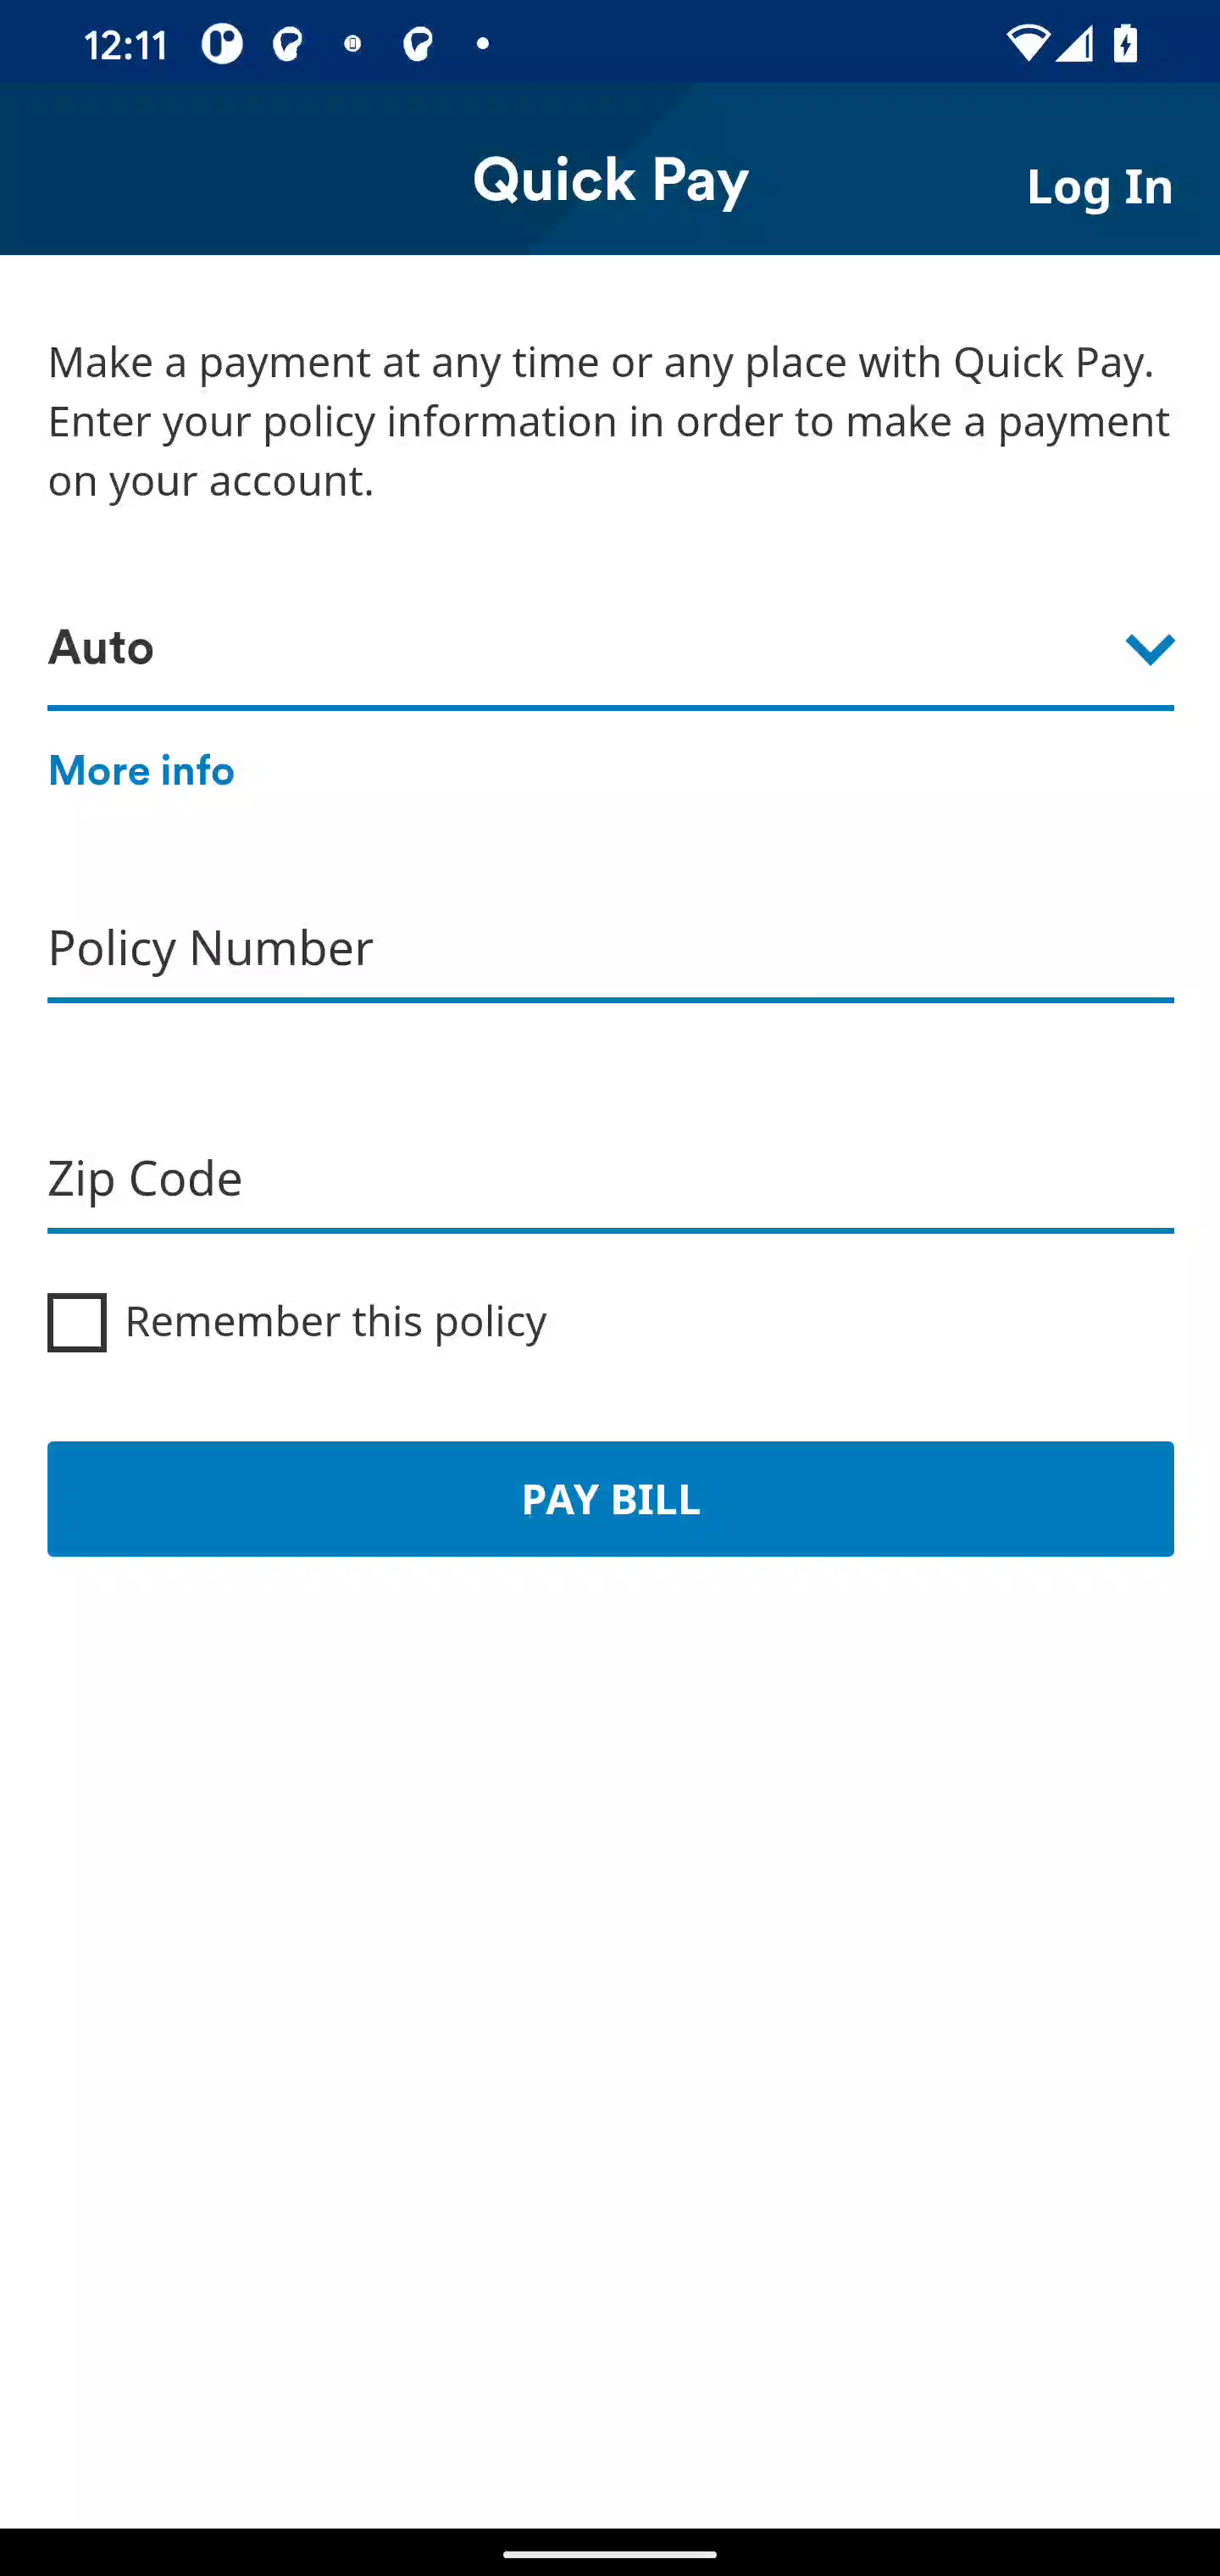 12:11
Quick Pay
Log In
Make a payment at any time or any place with Quick Pay.
Enter your policy information in order to make a payment
on your account.
Auto
More info
Policy Number
Zip Code
Remember this policy
PAY BILL